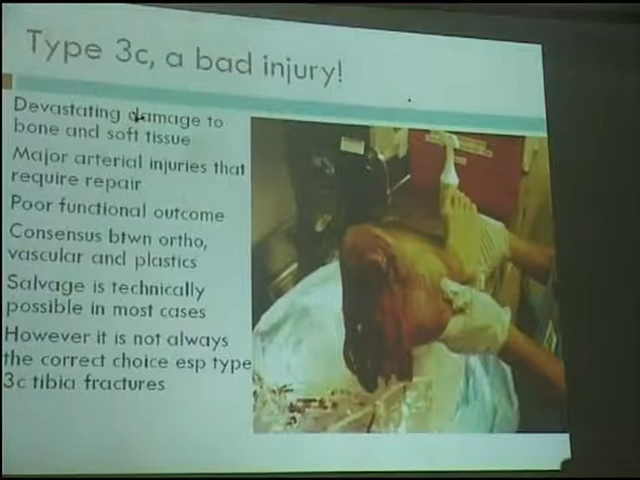 Type 3c, a bad injury!
Devastating damage to
bone and soft tissue
Major arterial injuries that
require repair
Poor functional outcome
Consensus btwn ortho,
vascular and plastics
Salvage is technically
possible in most cases
However it is not always
the correct choice esp type
3c tibia fractures